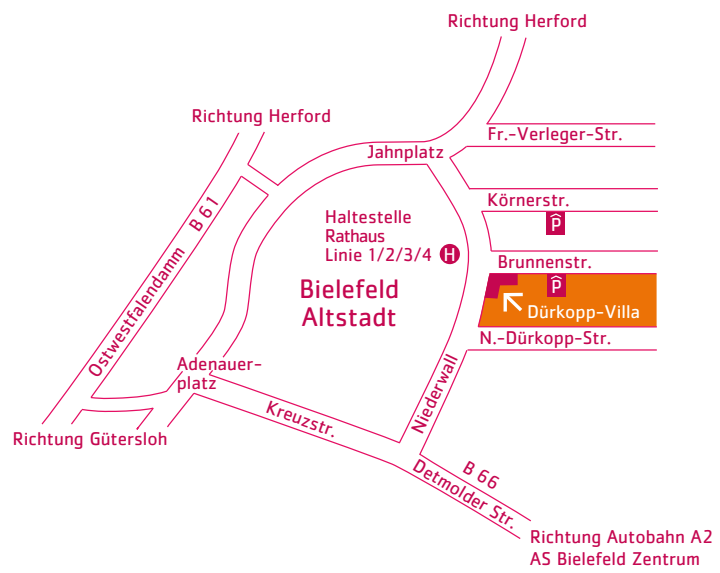 Richtung Herford
Richtung Herford
Fr.-Verleger-Str.
Jahnplatz
Körnerstr.
P
Haltestelle
Rathaus
Linie 1/2/3/4
H
Brunnenstr.
P
Dürkopp-Villa
N.-Dürkopp-Str.
Bielefeld
Altstadt
Ostwestfalendamm B 61
Adenauer-
platz
Niederwall
Kreuzstr.
Richtung Gütersloh
B 66
Detmolder Str.
Richtung Autobahn A2
AS Bielefeld Zentrum